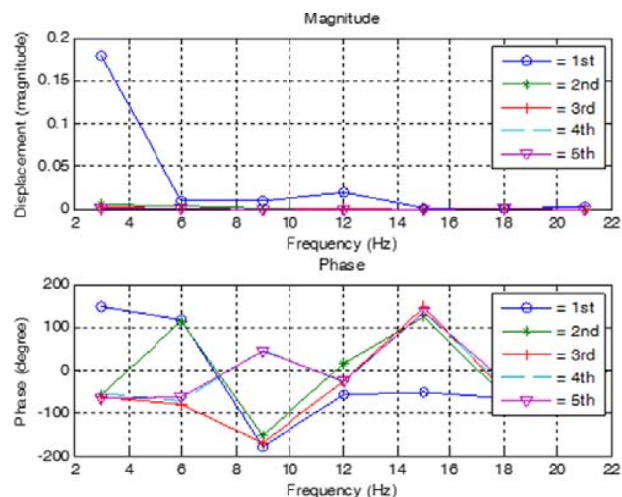 Magnitude
Displacement (magnitude)
0.2
0.15
0.1
0.05
0
2 4 6 8 10 12 14 16 18 20 22
Frequency (Hz)
= 1st
= 2nd
= 3rd
= 4th
= 5th
Phase
Phase (degree)
200
100
0
-100
-200
2 4 6 8 10 12 14 16 18 20 22
Frequency (Hz)
= 1st
= 2nd
= 3rd
= 4th
= 5th